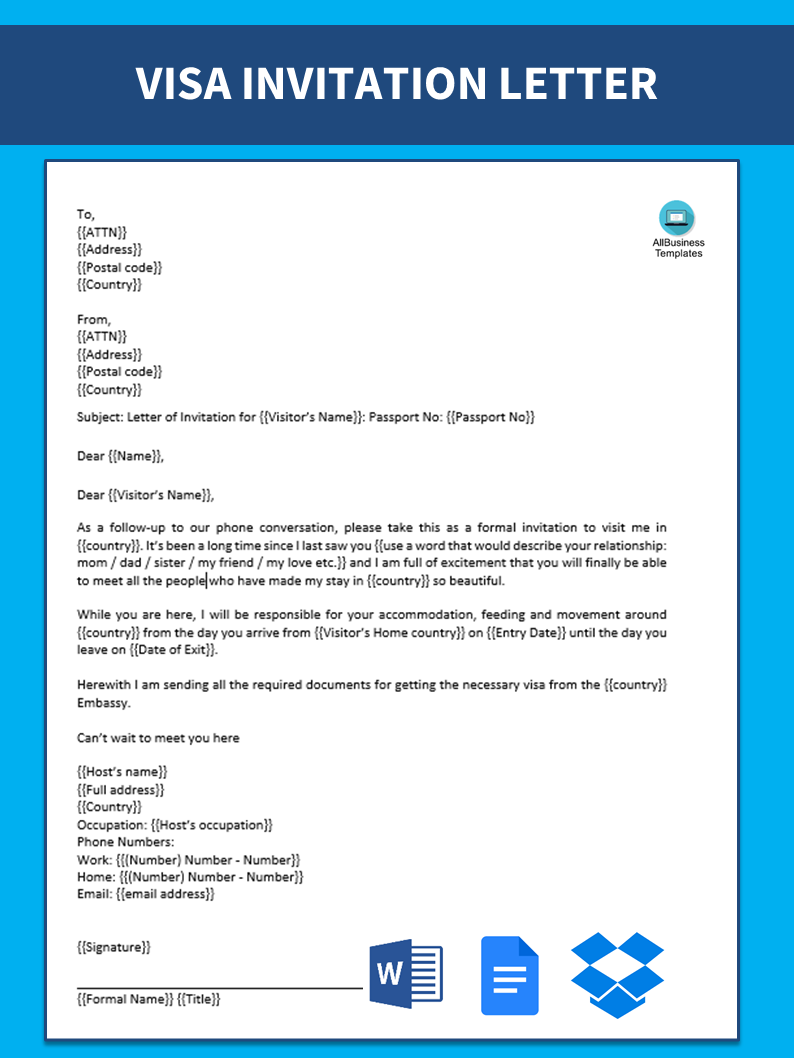 VISA INVITATION LETTER
AllBusiness
Templates
To,
{{ATTN}}
{{Address}}
{{Postal code}}
{{Country}}
From,
{{ATTN}}
{{Address}}
{{Postal code}}
{{Country}}
Subject: Letter of Invitation for {{Visitor's Name}}: Passport No: {{Passport No}}
Dear {{Name}},
Dear {{Visitor's Name}},
As a follow-up to our phone conversation, please take this as a formal invitation to visit me in
{{country}}. It's been a long time since I last saw you {{use a word that would describe your relationship:
mom / dad / sister / my friend / my love etc.}} and I am full of excitement that you will finally be able
to meet all the people who have made my stay in {{country}} so beautiful.
While you are here, I will be responsible for your accommodation, feeding and movement around
{{country}} from the day you arrive from {{Visitor's Home country}} on {{Entry Date}} until the day you
leave on {{Date of Exit}}.
Herewith I am sending all the required documents for getting the necessary visa from the {{country}}
Embassy.
Can't wait to meet you here
{{Host's name}}
{{Full address}}
{{Country}}
Occupation: {{Host's occupation}}
Phone Numbers:
Work: {{(Number) Number - Number}}
Home: {{(Number) Number - Number}}
Email: {{email address}}
{{Signature}}
{{Formal Name}} {{Title}}
W